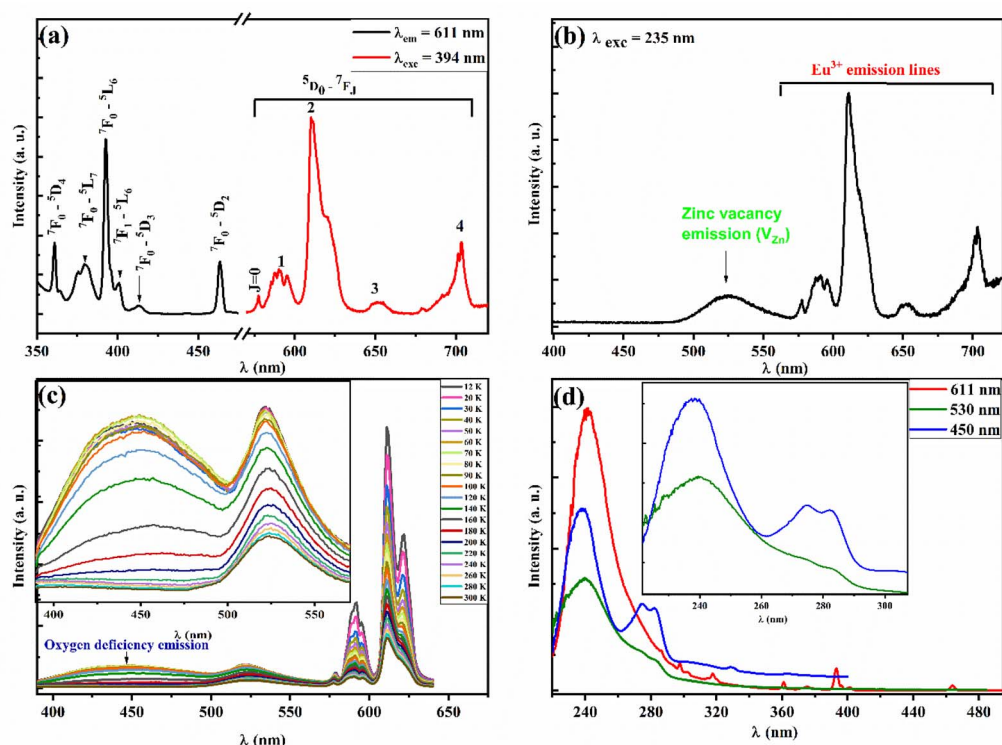 (a)
λem = 611 nm
λexc = 394 nm
⁵D₀ - ⁷F_J
⁷F₀ - ⁵D₄
⁷F₀ - ⁵L₇
⁷F₀ - ⁵L₆
⁷F₁ - ⁵L₆
⁷F₀ - ⁵D₃
⁷F₀ - ⁵D₂
J=0
1
2
3
4
Intensity (a. u.)
350 400 450 600 650 700
λ (nm)
(b)
λ exc = 235 nm
Eu³⁺ emission lines
Zinc vacancy
emission (V_Zn)
Intensity (a. u.)
400 450 500 550 600 650 700
λ (nm)
(c)
12 K
20 K
30 K
40 K
50 K
60 K
70 K
80 K
90 K
100 K
120 K
140 K
160 K
180 K
200 K
220 K
240 K
260 K
280 K
300 K
400 450 500 550
λ (nm)
Oxygen deficiency emission
Intensity (a. u.)
400 450 500 550 600 650
λ (nm)
(d)
611 nm
530 nm
450 nm
240 260 280 300
λ (nm)
Intensity (a. u.)
240 280 320 360 400 440 480
λ (nm)